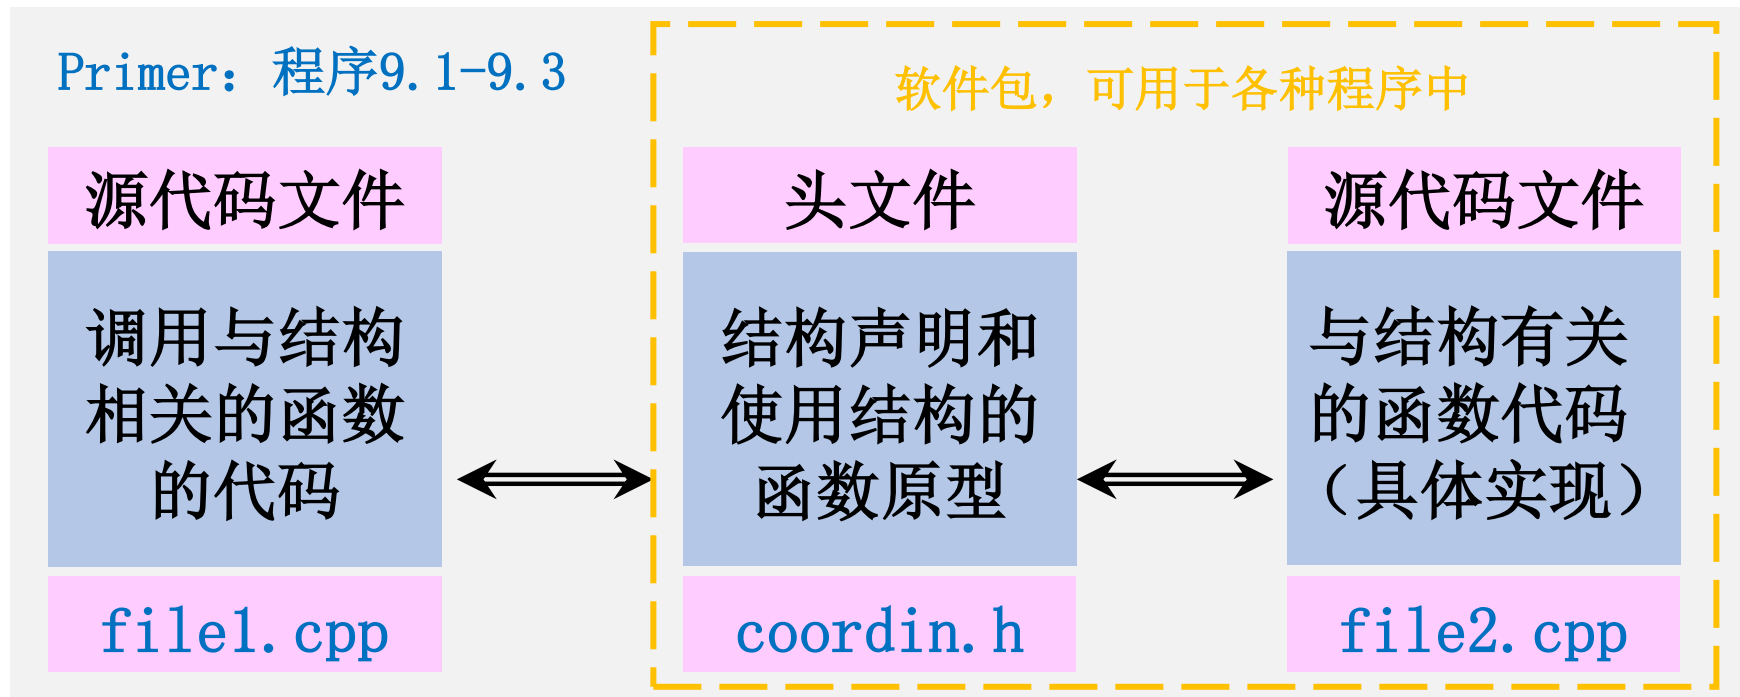 Primer：程序9.1-9.3
软件包，可用于各种程序中
源代码文件
调用与结构
相关的函数
的代码
file1.cpp
头文件
结构声明和
使用结构的
函数原型
coordin.h
源代码文件
与结构有关
的函数代码
（具体实现）
file2.cpp